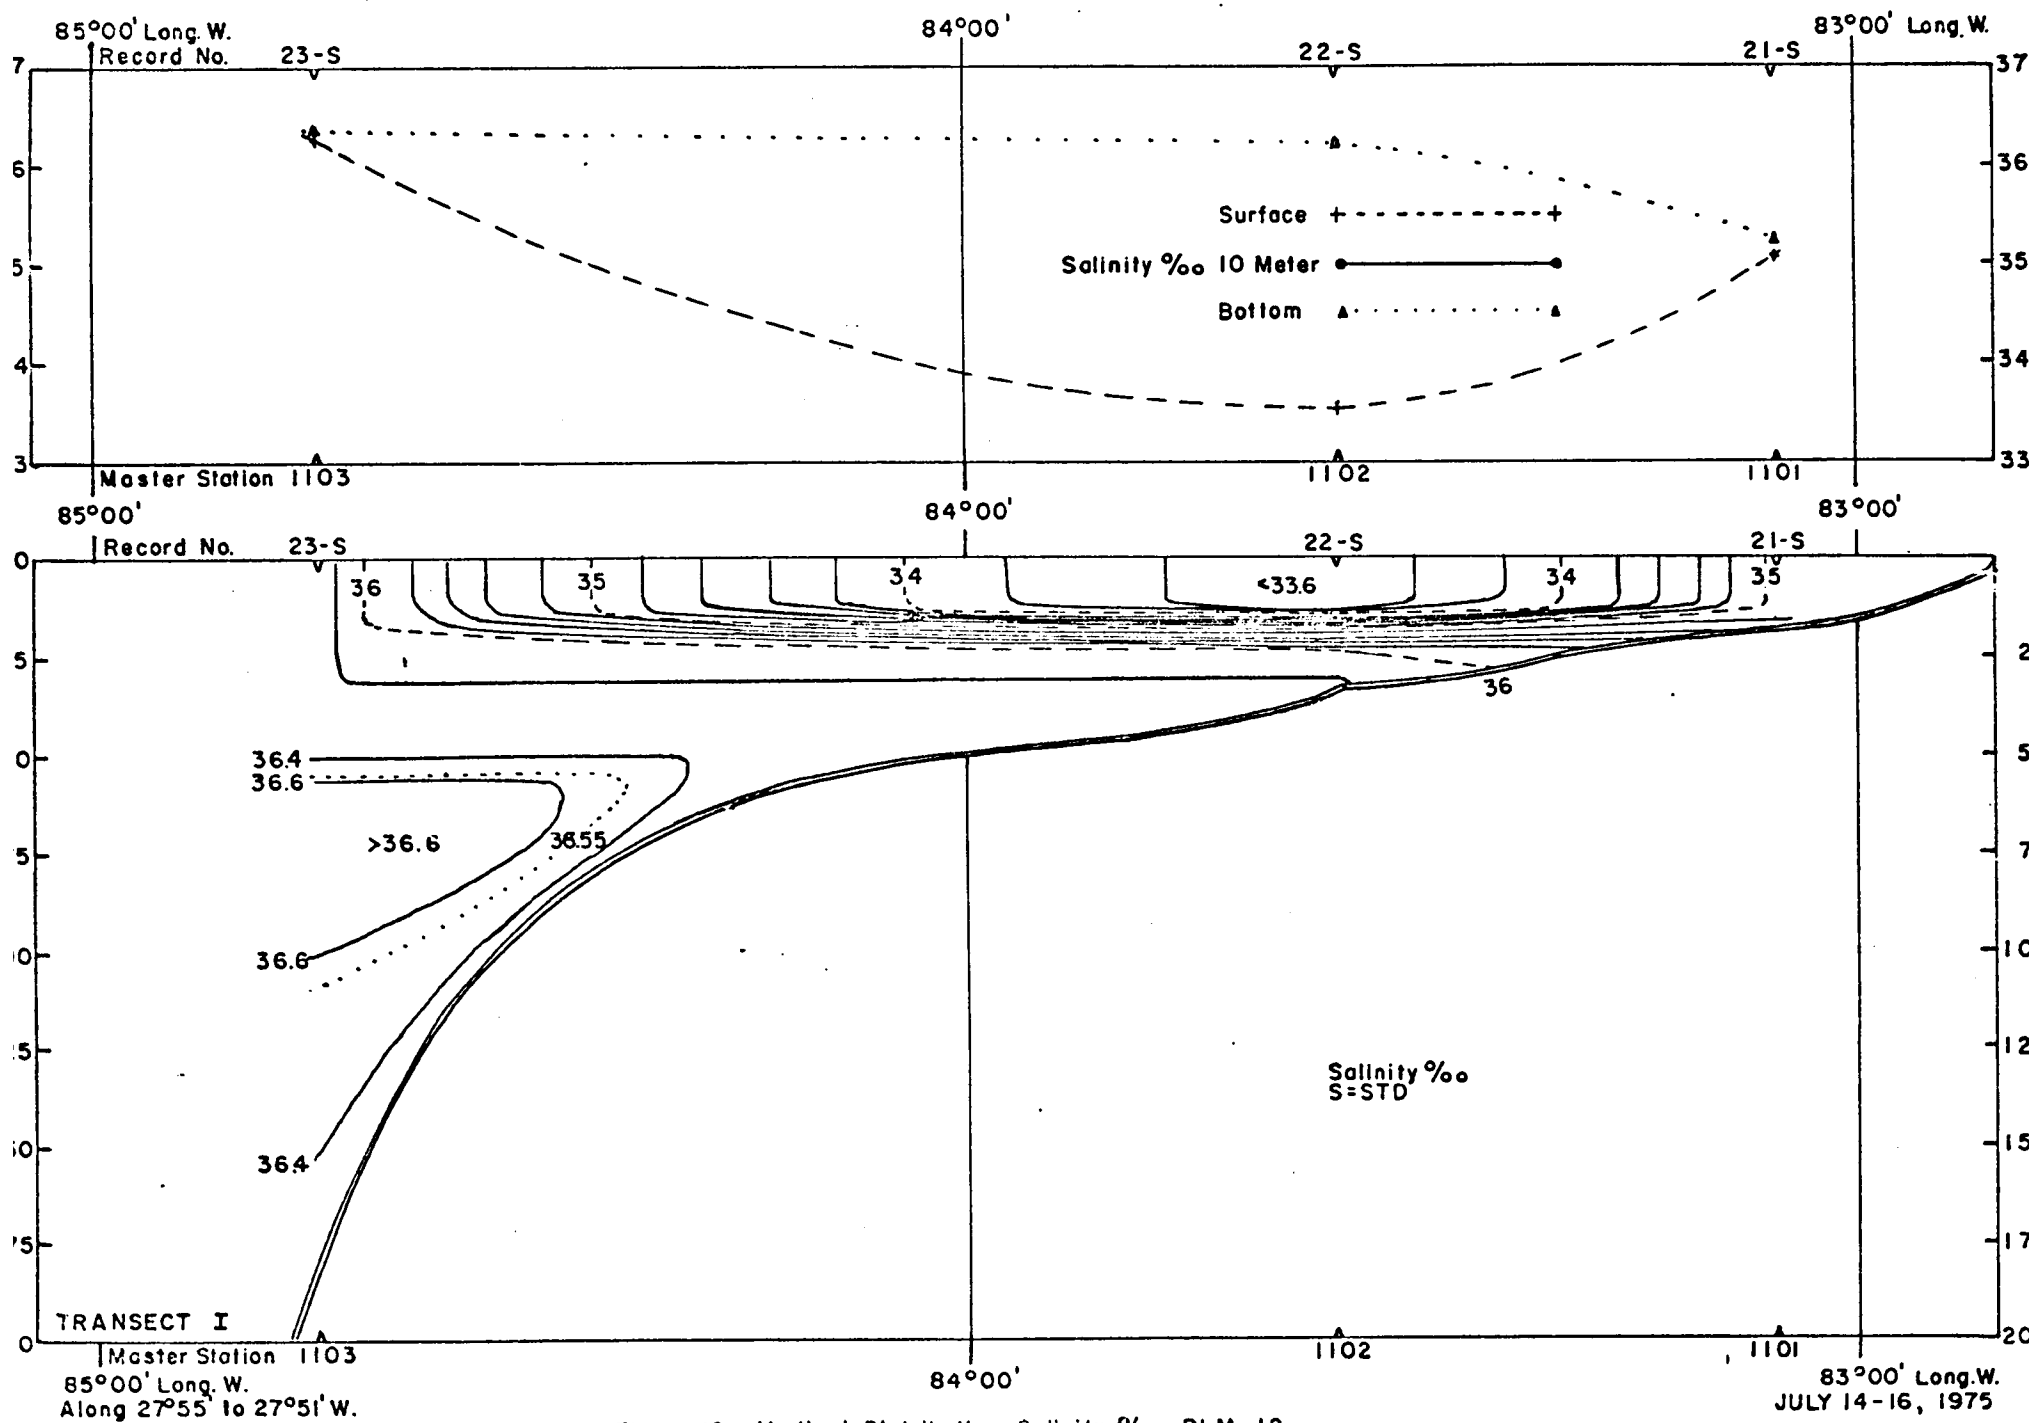 85°00' Long. W. 84°00' 83°00' Long. W.
Record No. 23-S 22-S 21-S
7 37
6 36
Surface
5 Salinity ‰ 10 Meter 35
Bottom
4 34
3 33
Master Station 1103 1102 1101
85°00' 84°00' 83°00'
Record No. 23-S 22-S 21-S
0
36 35 34 <33.6 34 35
5 2
36
0 36.4 5
36.6
>36.6 36.55
5 7
0 36.6 10
5 12
Salinity ‰
S=STD
50 15
36.4
75 17
TRANSECT I
0 20
Master Station 1103 1102 1101
85°00' Long. W. 84°00' 83°00' Long. W.
Along 27°55' to 27°51' W. JULY 14-16, 1975